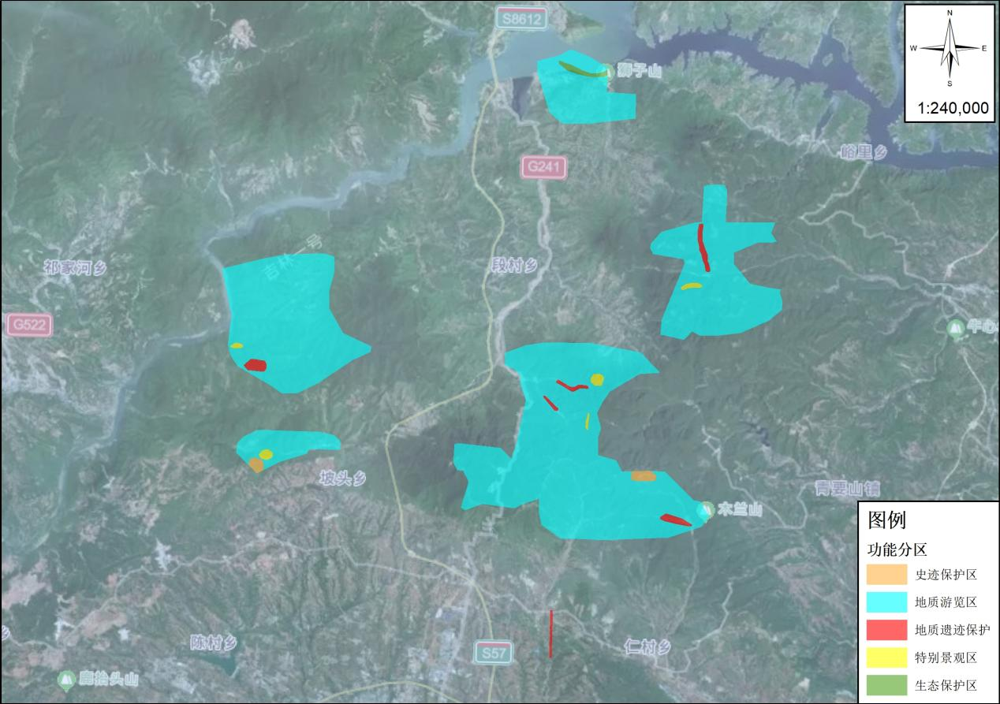 S8612
N
W
E
S
1:240,000
狮子山
峪里乡
G241
吉林一号
祁家河乡
段村乡
G522
牛心
坡头乡
青要山镇
木兰山
图例
功能分区
史迹保护区
地质游览区
地质遗迹保护
特别景观区
生态保护区
乡
陈村乡
S57
仁村乡
鹿抬头山